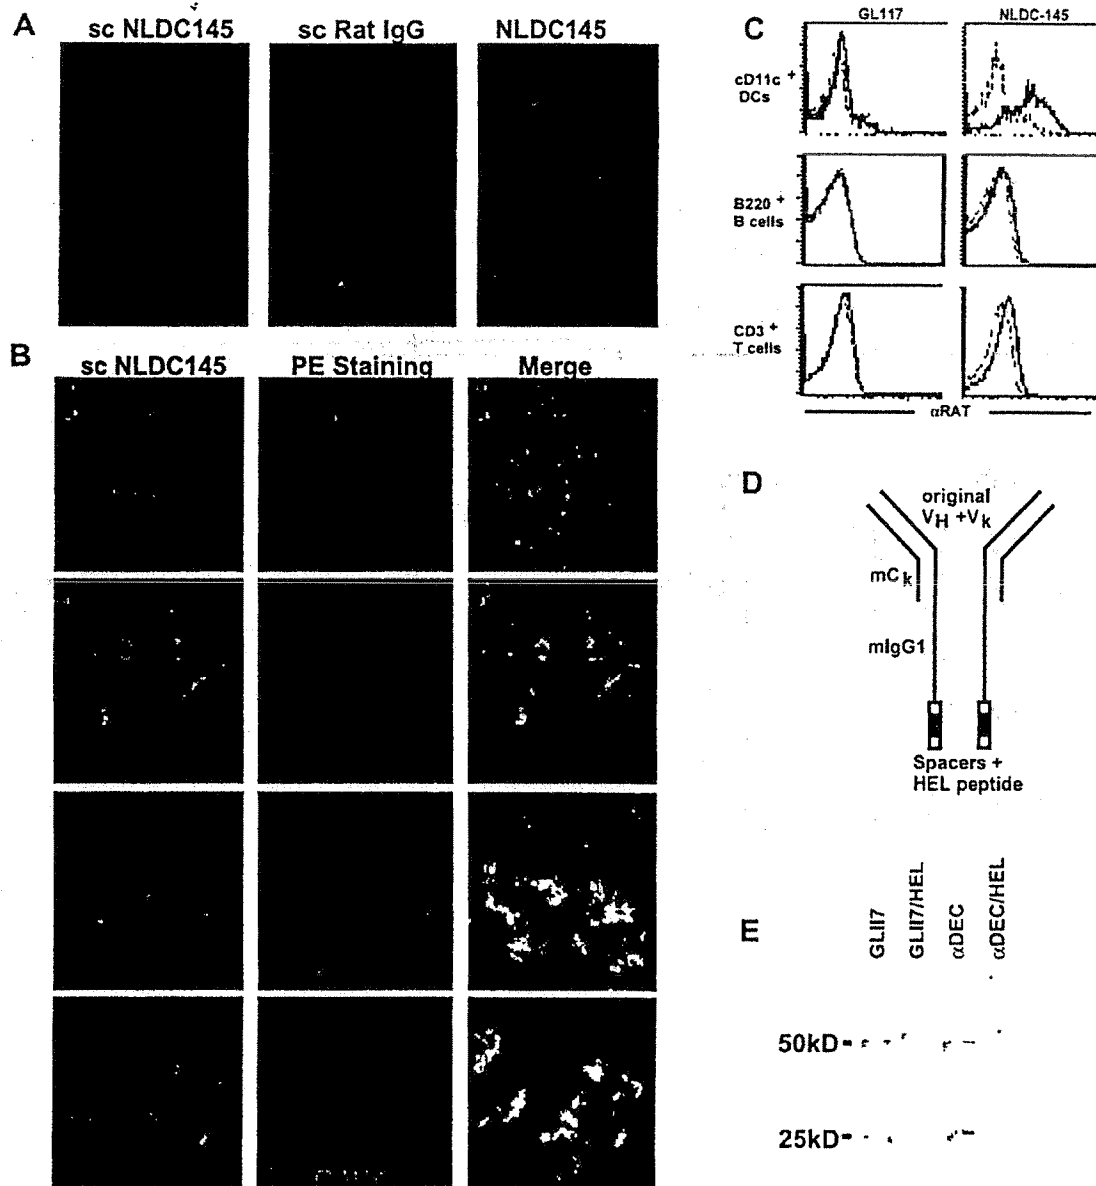 A
sc NLDC145
sc Rat IgG
NLDC145
B
sc NLDC145
PE Staining
Merge
C
GL117
NLDC-145
cD11c +
DCs
B220 +
B cells
CD3 +
T cells
αRAT
D
original
VH +Vk
mCk
mIgG1
Spacers +
HEL peptide
E
GLII7
GLII7/HEL
αDEC
αDEC/HEL
50kD
25kD